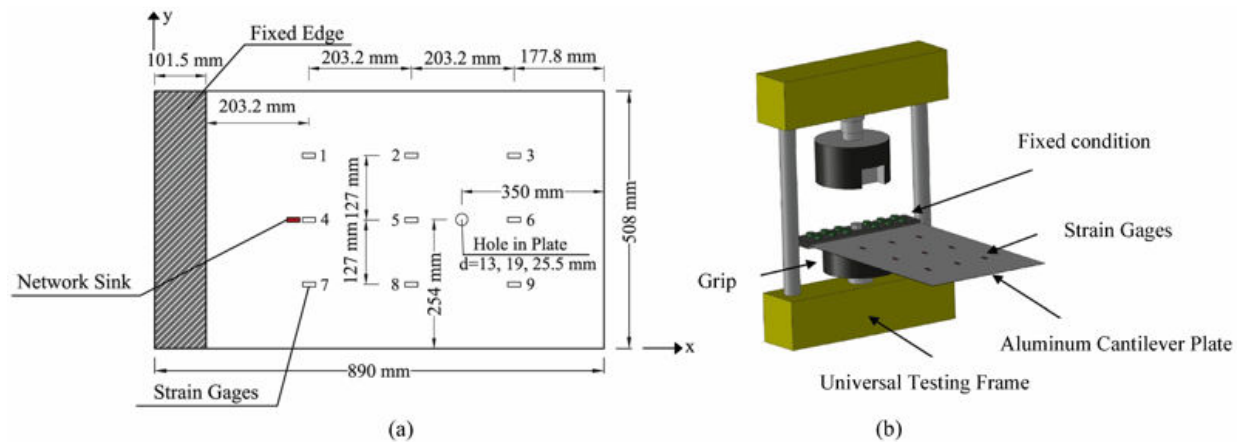 y
Fixed Edge
101.5 mm
203.2 mm
203.2 mm
177.8 mm
203.2 mm
1
2
3
127 mm
350 mm
508 mm
4
5
6
Hole in Plate
d=13, 19, 25.5 mm
127 mm
254 mm
Network Sink
7
8
9
x
890 mm
Strain Gages
(a)
Fixed condition
Strain Gages
Grip
Aluminum Cantilever Plate
Universal Testing Frame
(b)